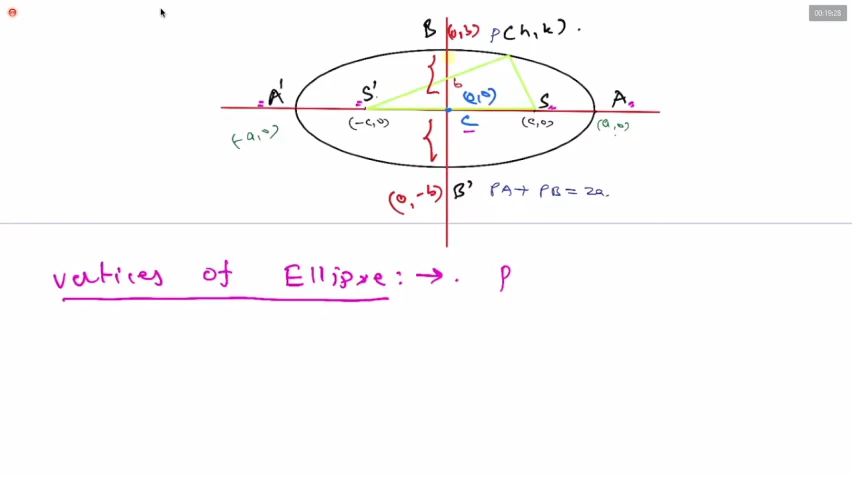 00:19:28
B (0,b) P(h,k).
b
A' S' (0,0) S A
(-a,0) (-c,0) C (c,0) (a,0)
(0,-b) B' PA+ PB = 2a.
vertices of Ellipse: →. P